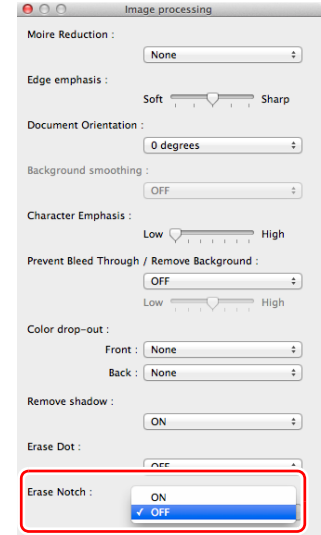 Image processing
Moire Reduction :
None
Edge emphasis :
Soft Sharp
Document Orientation :
0 degrees
Background smoothing :
OFF
Character Emphasis :
Low High
Prevent Bleed Through / Remove Background :
OFF
Low High
Color drop-out :
Front : None
Back : None
Remove shadow :
ON
Erase Dot :
OFF
Erase Notch :
ON
✓ OFF